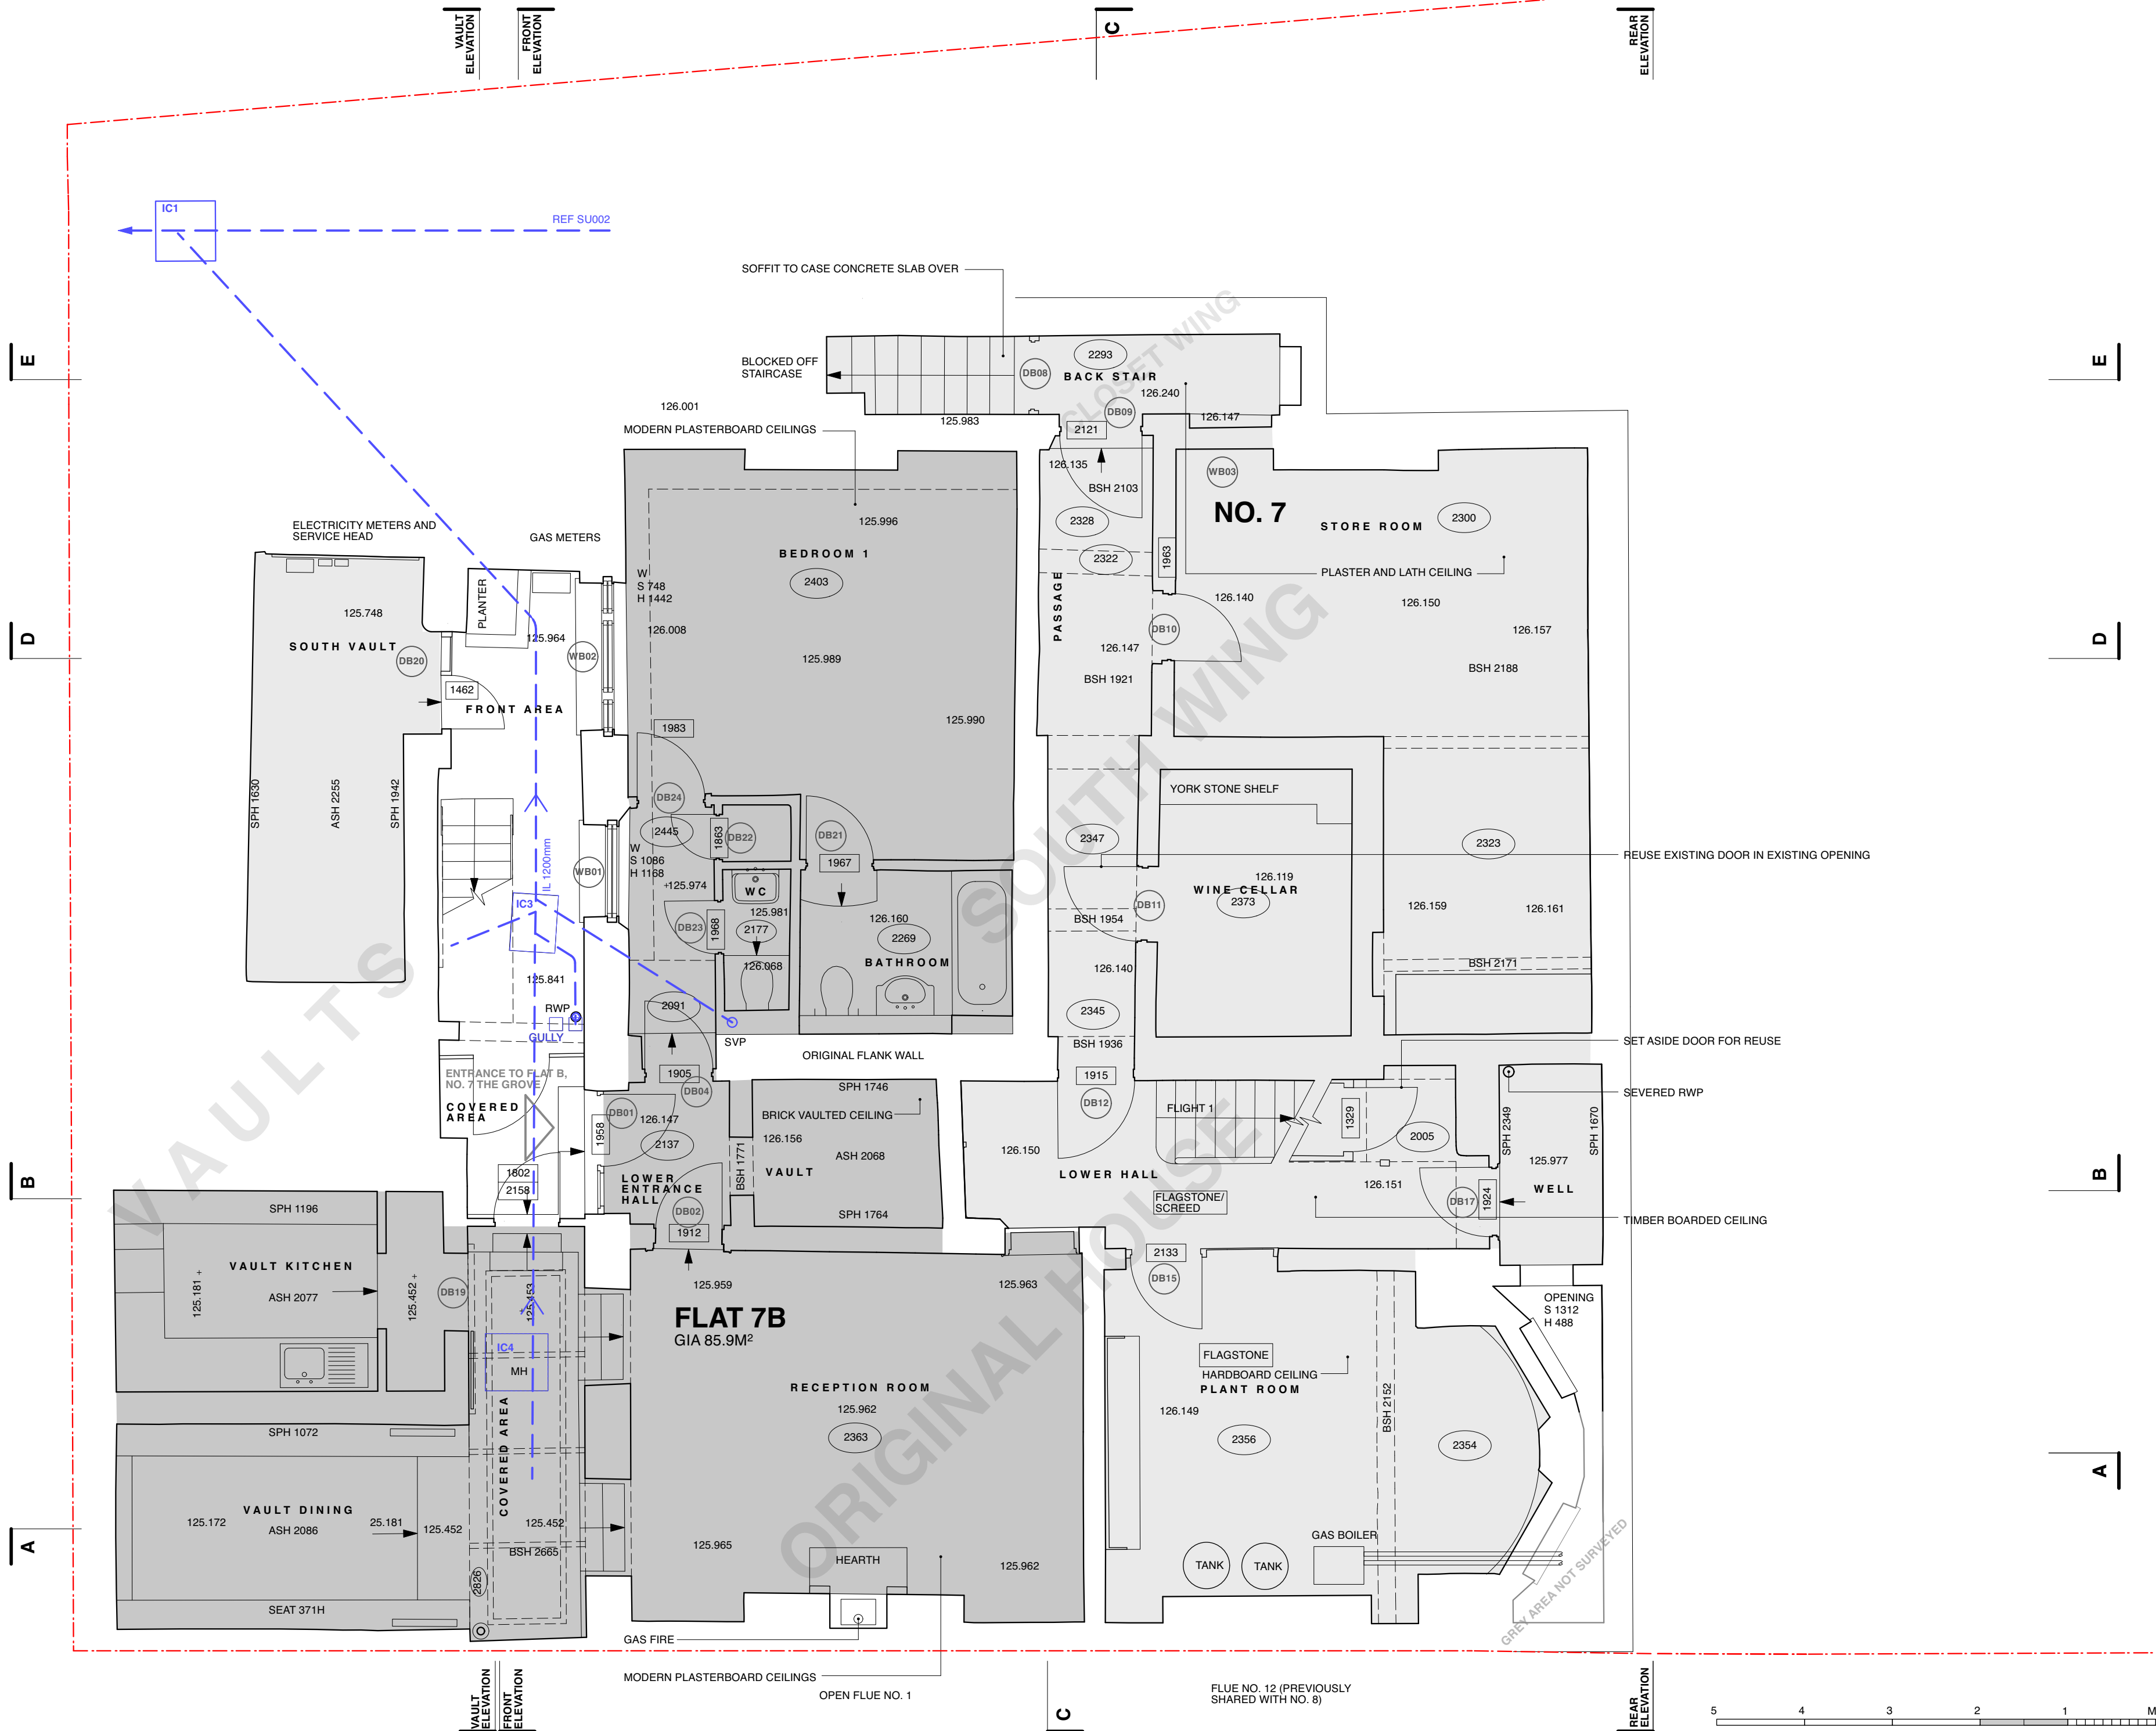 VAULT
ELEVATION
FRONT
ELEVATION
C
REAR
ELEVATION
IC1
REF SU002
SOFFIT TO CASE CONCRETE SLAB OVER
CLOSET WING
E
E
BLOCKED OFF
STAIRCASE
DB08
2293
BACK STAIR
126.240
DB09
126.147
126.001
125.983
2121
MODERN PLASTERBOARD CEILINGS
126.135
WB03
BSH 2103
NO. 7
STORE ROOM
2300
125.996
2328
ELECTRICITY METERS AND
SERVICE HEAD
GAS METERS
BEDROOM 1
2322
1963
W
S 748
H 1442
2403
PLASTER AND LATH CEILING
PASSAGE
126.140
126.150
125.748
PLANTER
125.964
126.008
DB10
126.157
D
D
SOUTH VAULT
DB20
WB02
125.989
126.147
BSH 2188
1462
BSH 1921
FRONT AREA
125.990
1983
SOUTH WING
SPH 1630
ASH 2255
SPH 1942
DB24
YORK STONE SHELF
2445
1863
DB22
DB21
2347
2323
W
S 1086
H 1168
1967
REUSE EXISTING DOOR IN EXISTING OPENING
IL 1200mm
WB01
+125.974
WC
126.119
WINE CELLAR
2373
IC3
125.981
126.160
DB11
126.159
126.161
1968
DB23
2177
2269
BSH 1954
VAULTS
126.068
BATHROOM
126.140
BSH 2171
125.841
RWP
2091
2345
GULLY
SVP
ORIGINAL FLANK WALL
BSH 1936
SET ASIDE DOOR FOR REUSE
ENTRANCE TO FLAT B,
NO. 7 THE GROVE
1905
DB04
SPH 1746
1915
SEVERED RWP
COVERED
AREA
DB01
126.147
BRICK VAULTED CEILING
DB12
FLIGHT 1
1329
SPH 2349
SPH 1670
1958
2137
126.156
ASH 2068
126.150
2005
B
B
1802
2158
LOWER
ENTRANCE
HALL
BSH 1771
VAULT
LOWER HALL
126.151
125.977
WELL
FLAGSTONE/
SCREED
DB17
1924
SPH 1196
DB02
SPH 1764
TIMBER BOARDED CEILING
1912
2133
VAULT KITCHEN
DB15
125.181 +
ASH 2077
125.452 +
DB19
125.453
125.959
125.963
OPENING
S 1312
H 488
FLAT 7B
GIA 85.9M²
ORIGINAL HOUSE
IC4
MH
FLAGSTONE
HARDBOARD CEILING
PLANT ROOM
RECEPTION ROOM
125.962
BSH 2152
126.149
COVERED AREA
SPH 1072
2363
2356
2354
A
VAULT DINING
125.172
ASH 2086
25.181
125.452
125.452
BSH 2665
125.965
HEARTH
125.962
GAS BOILER
TANK
TANK
A
2826
GREY AREA NOT SURVEYED
SEAT 371H
GAS FIRE
MODERN PLASTERBOARD CEILINGS
OPEN FLUE NO. 1
FLUE NO. 12 (PREVIOUSLY
SHARED WITH NO. 8)
VAULT
ELEVATION
FRONT
ELEVATION
C
REAR
ELEVATION
5 4 3 2 1 M